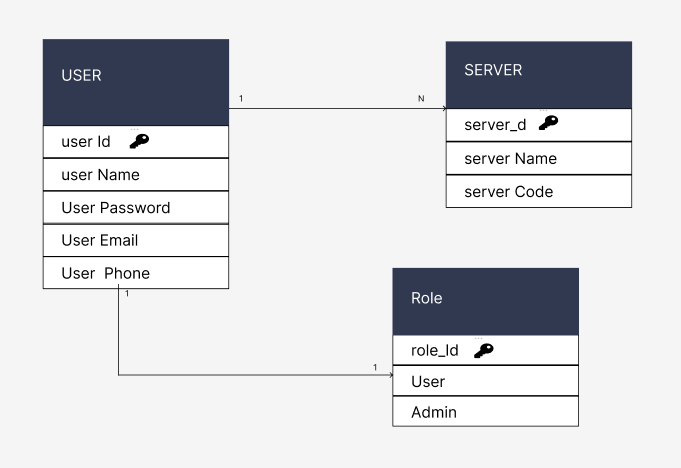 USER
user Id
user Name
User Password
User Email
User  Phone
1
N
SERVER
server_d
server Name
server Code
1
1
Role
role_Id
User
Admin